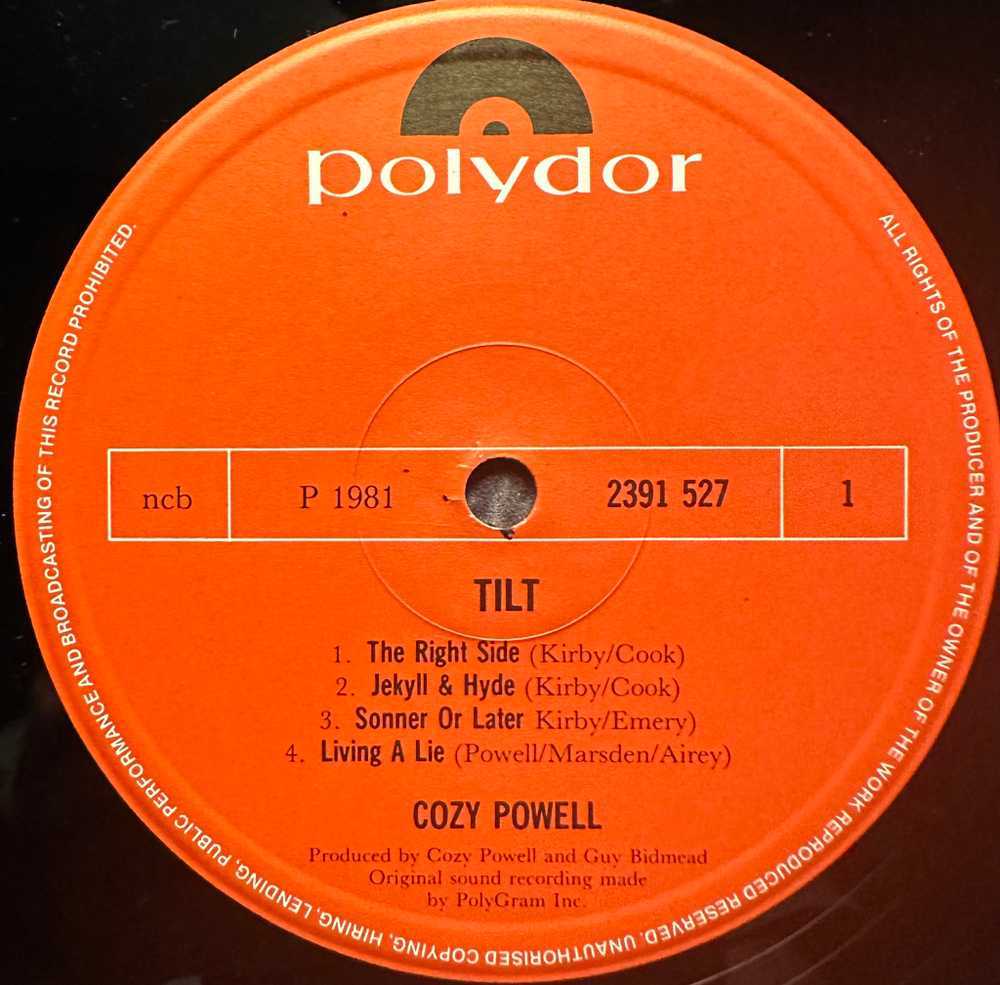 polydor
ncb P 1981 2391 527 1
TILT
1. The Right Side (Kirby/Cook)
2. Jekyll & Hyde (Kirby/Cook)
3. Sonner Or Later Kirby/Emery)
4. Living A Lie (Powell/Marsden/Airey)
COZY POWELL
Produced by Cozy Powell and Guy Bidmead
Original sound recording made
by PolyGram Inc.
ALL RIGHTS OF THE PRODUCER AND OF THE OWNER OF THE WORK REPRODUCED RESERVED. UNAUTHORISED COPYING, HIRING, LENDING, PUBLIC PERFORMANCE AND BROADCASTING OF THIS RECORD PROHIBITED.